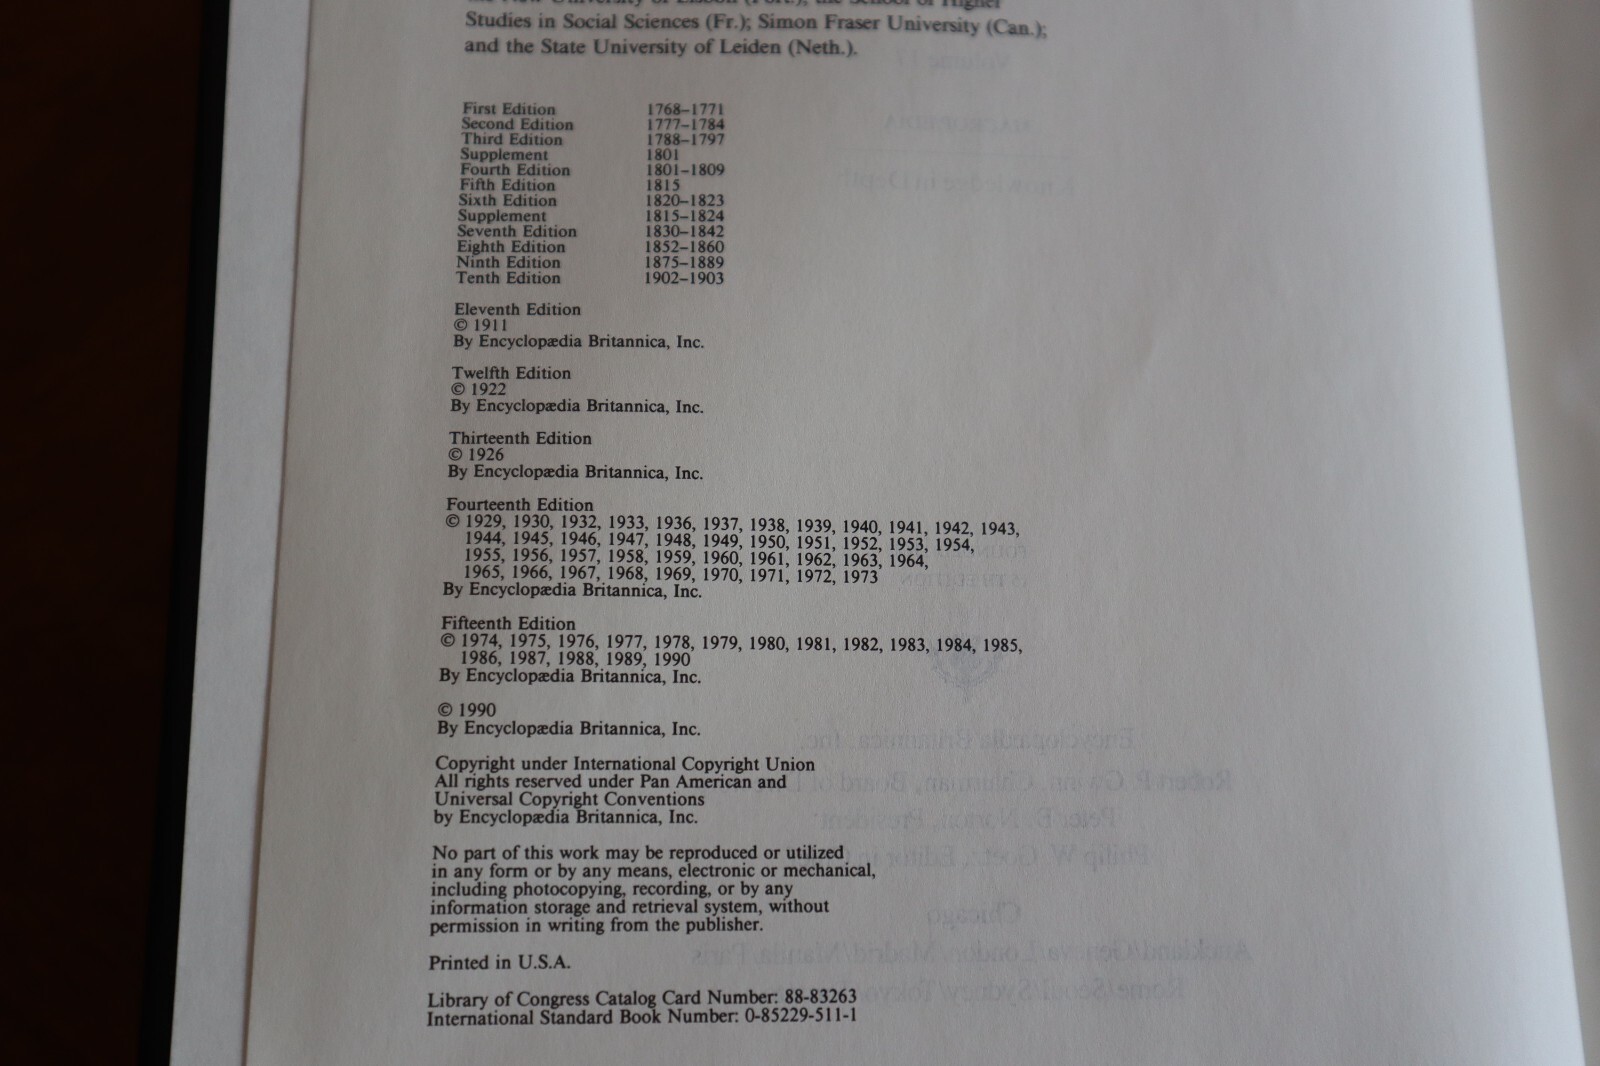 the New University of Lisbon (Port.); the School of Higher
Studies in Social Sciences (Fr.); Simon Fraser University (Can.);
and the State University of Leiden (Neth.).
First Edition 1768–1771
Second Edition 1777–1784
Third Edition 1788–1797
Supplement 1801
Fourth Edition 1801–1809
Fifth Edition 1815
Sixth Edition 1820–1823
Supplement 1815–1824
Seventh Edition 1830–1842
Eighth Edition 1852–1860
Ninth Edition 1875–1889
Tenth Edition 1902–1903
Eleventh Edition
© 1911
By Encyclopædia Britannica, Inc.
Twelfth Edition
© 1922
By Encyclopædia Britannica, Inc.
Thirteenth Edition
© 1926
By Encyclopædia Britannica, Inc.
Fourteenth Edition
© 1929, 1930, 1932, 1933, 1936, 1937, 1938, 1939, 1940, 1941, 1942, 1943,
1944, 1945, 1946, 1947, 1948, 1949, 1950, 1951, 1952, 1953, 1954,
1955, 1956, 1957, 1958, 1959, 1960, 1961, 1962, 1963, 1964,
1965, 1966, 1967, 1968, 1969, 1970, 1971, 1972, 1973
By Encyclopædia Britannica, Inc.
Fifteenth Edition
© 1974, 1975, 1976, 1977, 1978, 1979, 1980, 1981, 1982, 1983, 1984, 1985,
1986, 1987, 1988, 1989, 1990
By Encyclopædia Britannica, Inc.
© 1990
By Encyclopædia Britannica, Inc.
Copyright under International Copyright Union
All rights reserved under Pan American and
Universal Copyright Conventions
by Encyclopædia Britannica, Inc.
No part of this work may be reproduced or utilized
in any form or by any means, electronic or mechanical,
including photocopying, recording, or by any
information storage and retrieval system, without
permission in writing from the publisher.
Printed in U.S.A.
Library of Congress Catalog Card Number: 88-83263
International Standard Book Number: 0-85229-511-1